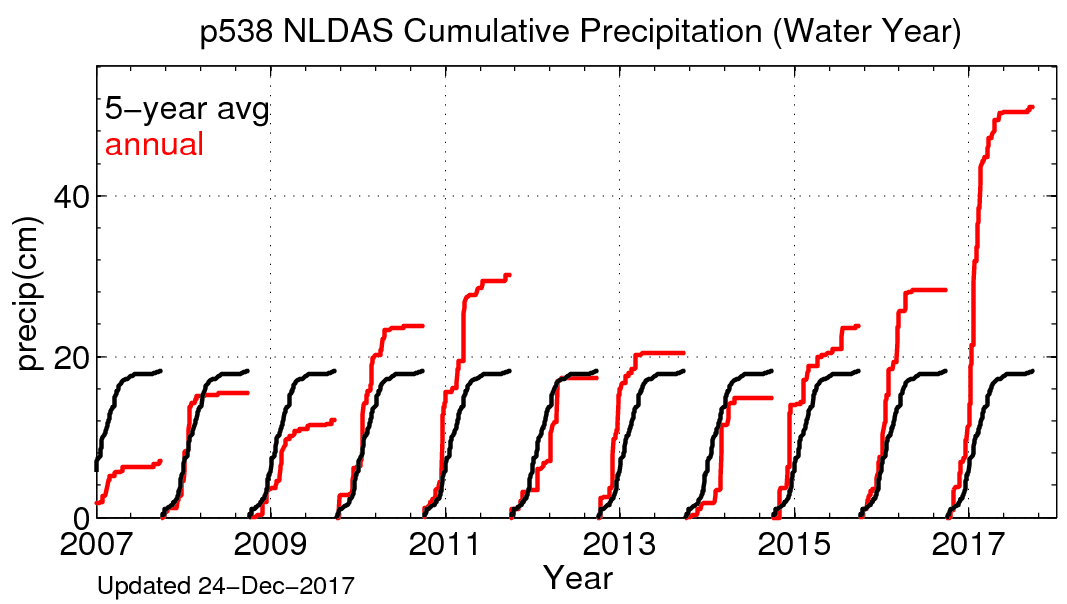 p538 NLDAS Cumulative Precipitation (Water Year)
5−year avg
annual
precip(cm)
40
20
0
2007 2009 2011 2013 2015 2017
Year
Updated 24−Dec−2017